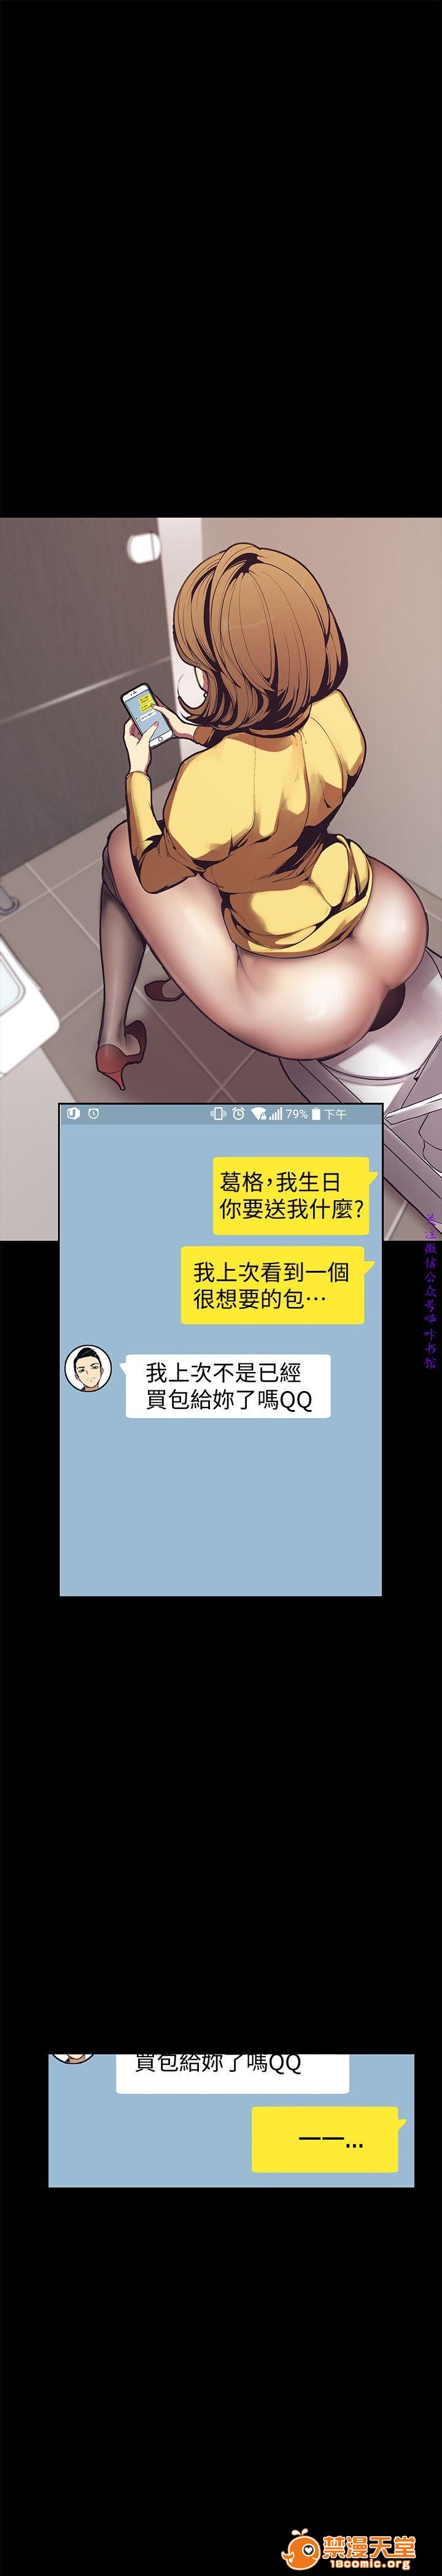 79% 下午
葛格，我生日
你要送我什麼?
我上次看到一個
很想要的包⋯
我上次不是已經
買包給妳了嗎QQ
关注微信公众号哔咔书馆
買包給妳了嗎QQ
一一...
禁漫天堂
18comic.org